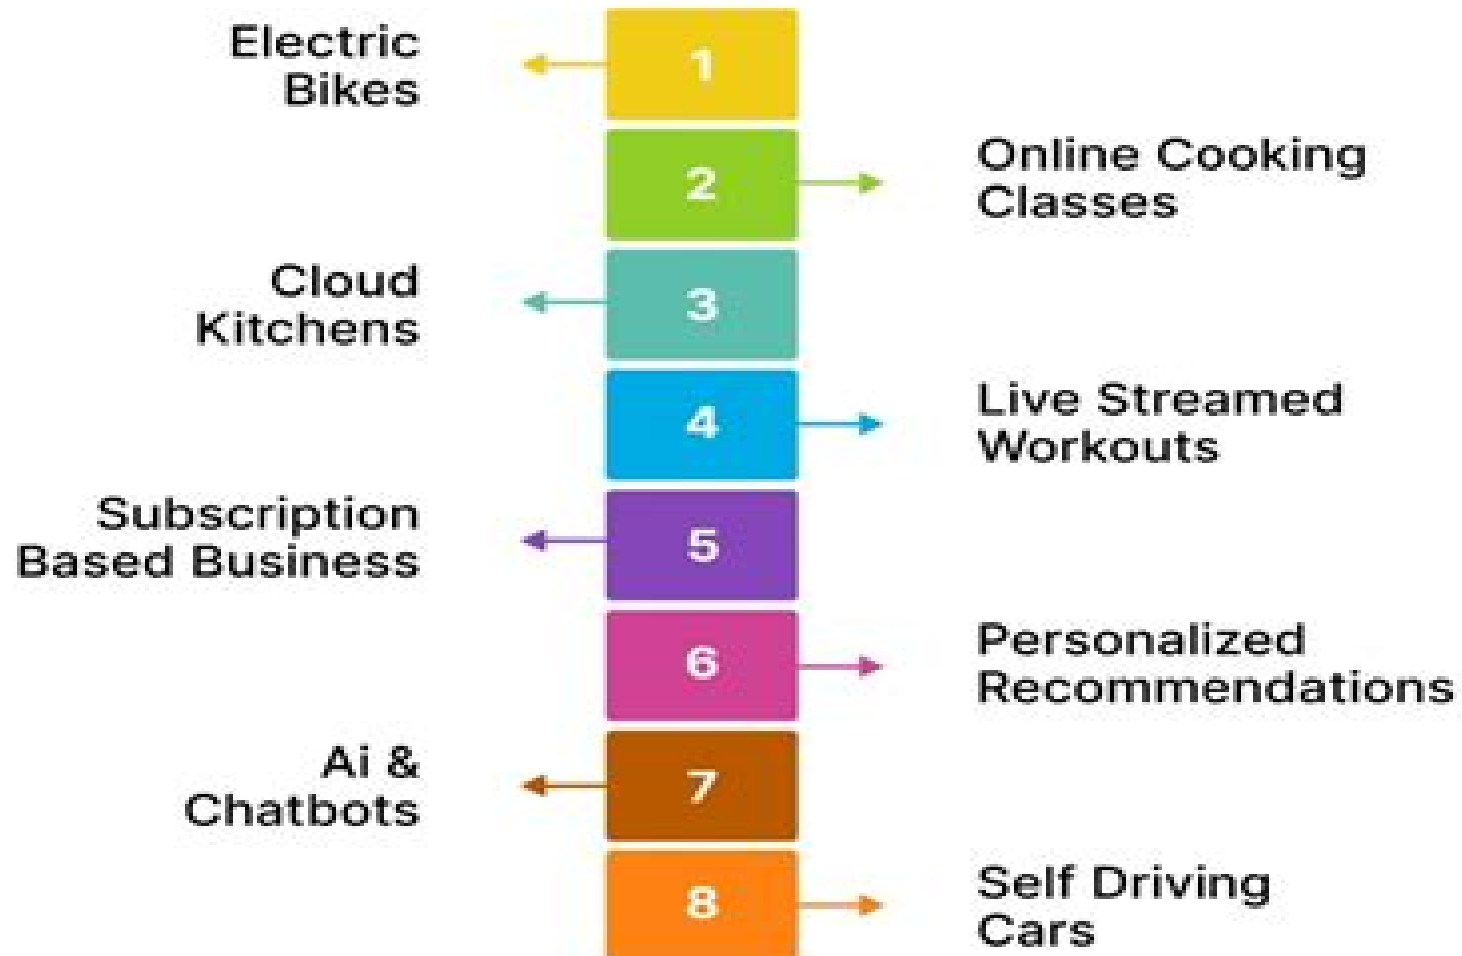 Electric
Bikes
1
2
Online Cooking
Classes
Cloud
Kitchens
3
4
Live Streamed
Workouts
Subscription
Based Business
5
6
Personalized
Recommendations
Ai &
Chatbots
7
8
Self Driving
Cars